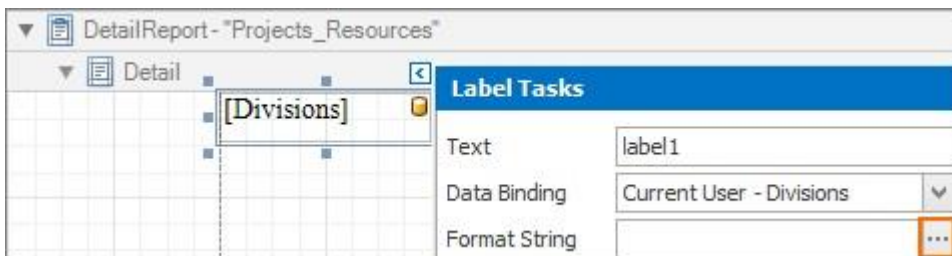 DetailReport - "Projects_Resources"
Detail
[Divisions]
Label Tasks
Text label1
Data Binding Current User - Divisions
Format String ...